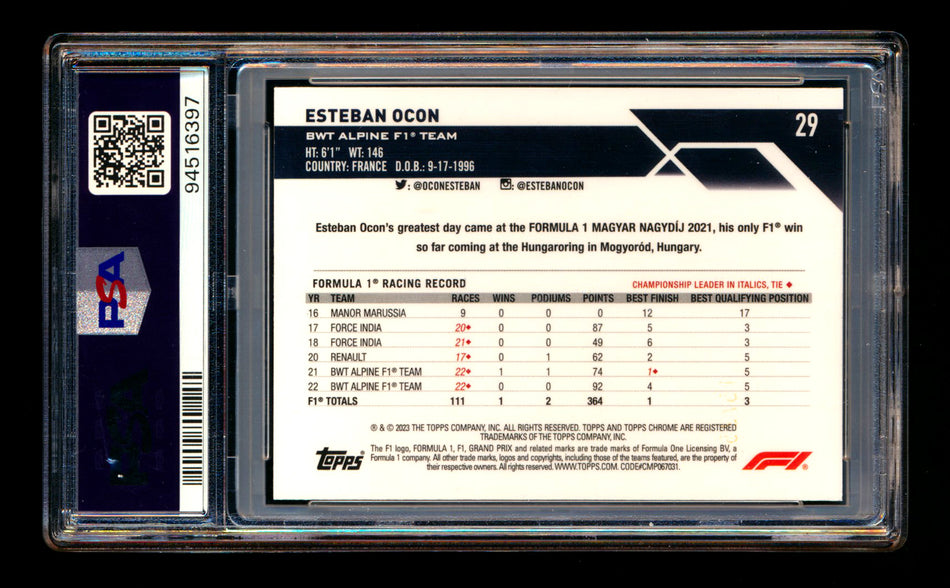 94516397
PSA
ESTEBAN OCON
29
BWT ALPINE F1® TEAM
HT: 6'1" WT: 146
COUNTRY: FRANCE D.O.B.: 9-17-1996
: @OCONESTEBAN : @ESTEBANOCON
Esteban Ocon's greatest day came at the FORMULA 1 MAGYAR NAGYDÍJ 2021, his only F1® win
so far coming at the Hungaroring in Mogyoród, Hungary.
FORMULA 1® RACING RECORD CHAMPIONSHIP LEADER IN ITALICS, TIE ◆
YR TEAM RACES WINS PODIUMS POINTS BEST FINISH BEST QUALIFYING POSITION
16 MANOR MARUSSIA 9 0 0 0 12 17
17 FORCE INDIA 20◆ 0 0 87 5 3
18 FORCE INDIA 21◆ 0 0 49 6 3
20 RENAULT 17◆ 0 1 62 2 5
21 BWT ALPINE F1® TEAM 22◆ 1 1 74 1◆ 5
22 BWT ALPINE F1® TEAM 22◆ 0 0 92 4 5
F1® TOTALS 111 1 2 364 1 3
® & © 2023 THE TOPPS COMPANY, INC. ALL RIGHTS RESERVED. TOPPS AND TOPPS CHROME ARE REGISTERED
TRADEMARKS OF THE TOPPS COMPANY, INC.
The F1 logo, FORMULA 1, F1, GRAND PRIX and related marks are trade marks of Formula One Licensing BV, a
Formula 1 company. All other trade marks, logos and copyrights, including those of the teams featured, are the property of
their respective owners. All rights reserved. WWW.TOPPS.COM. CODE#CMP067031.
Topps
F1®